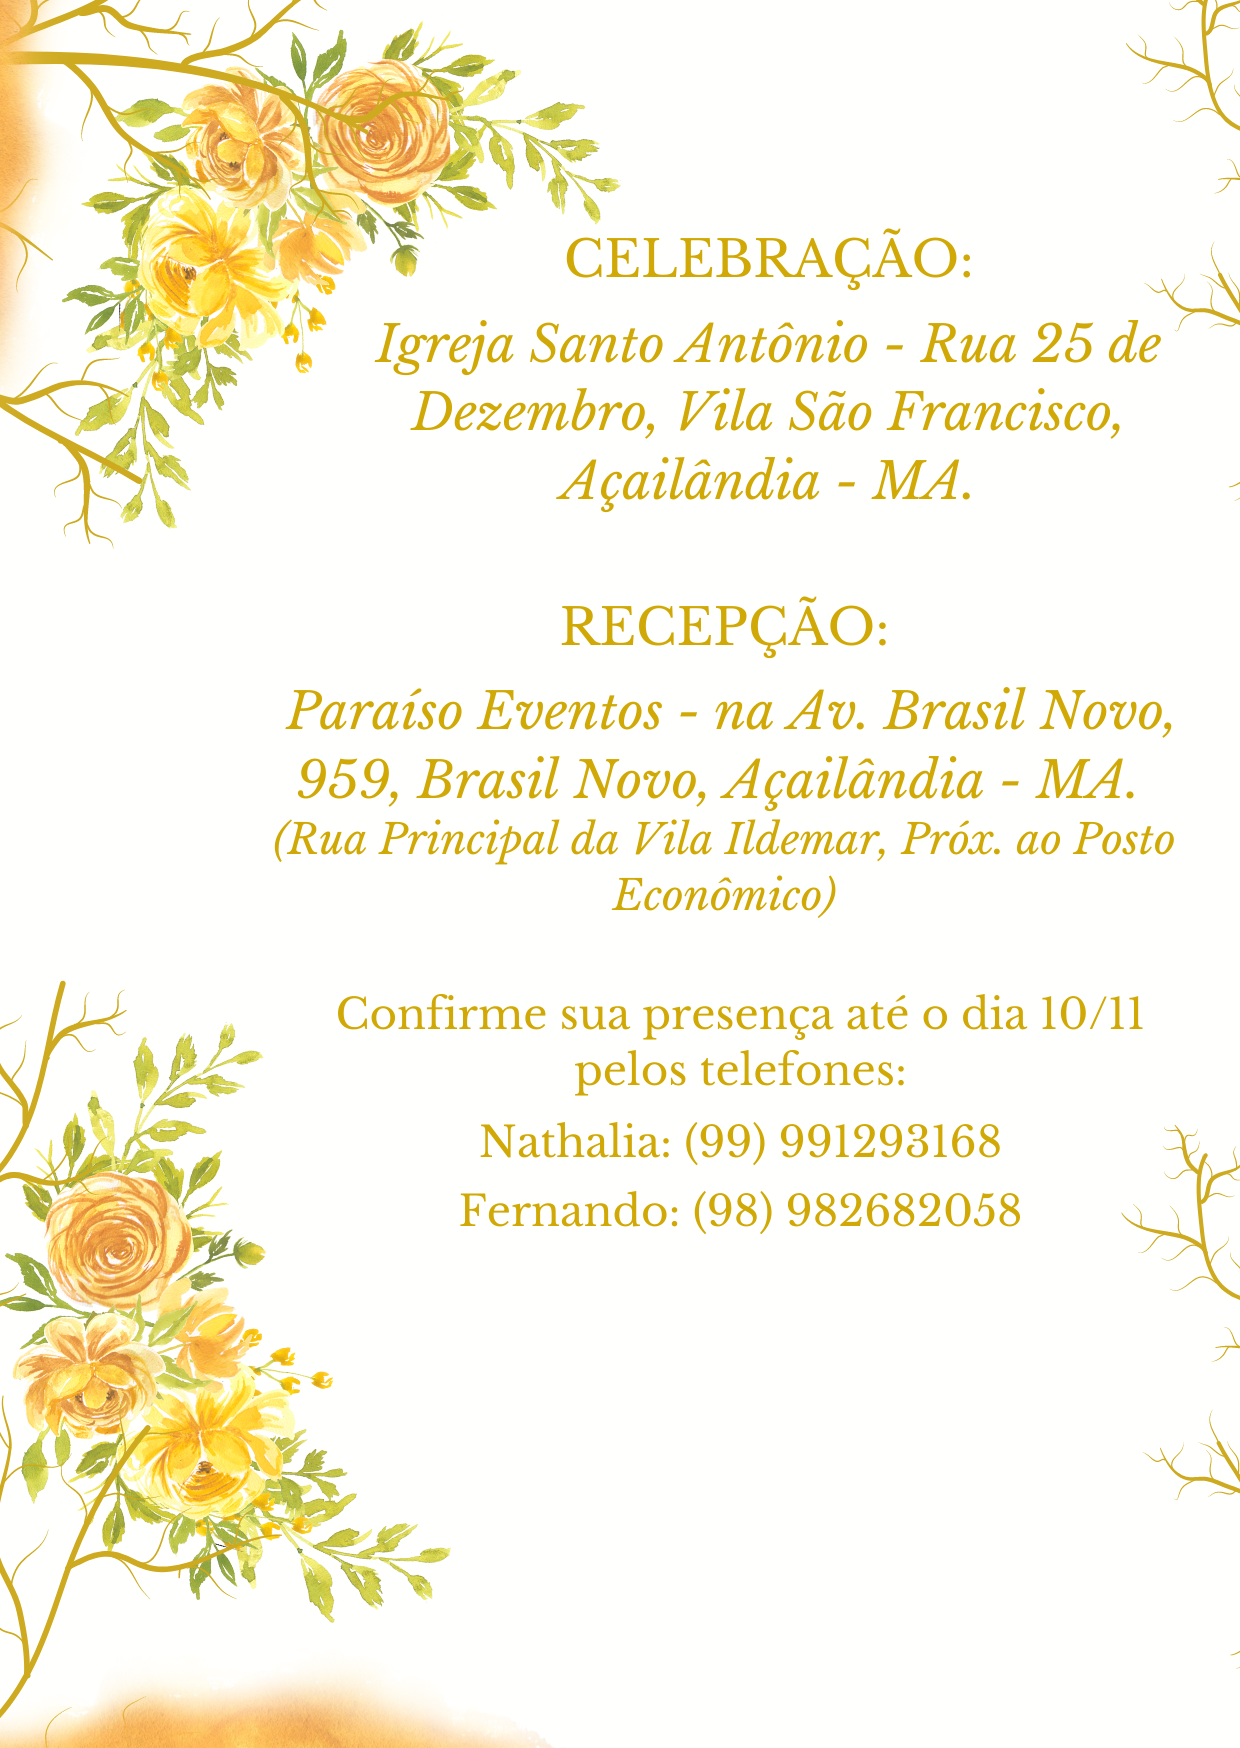 CELEBRAÇÃO:
Igreja Santo Antônio - Rua 25 de
Dezembro, Vila São Francisco,
Açailândia - MA.
RECEPÇÃO:
Paraíso Eventos - na Av. Brasil Novo,
959, Brasil Novo, Açailândia - MA.
(Rua Principal da Vila Ildemar, Próx. ao Posto
Econômico)
Confirme sua presença até o dia 10/11
pelos telefones:
Nathalia: (99) 991293168
Fernando: (98) 982682058